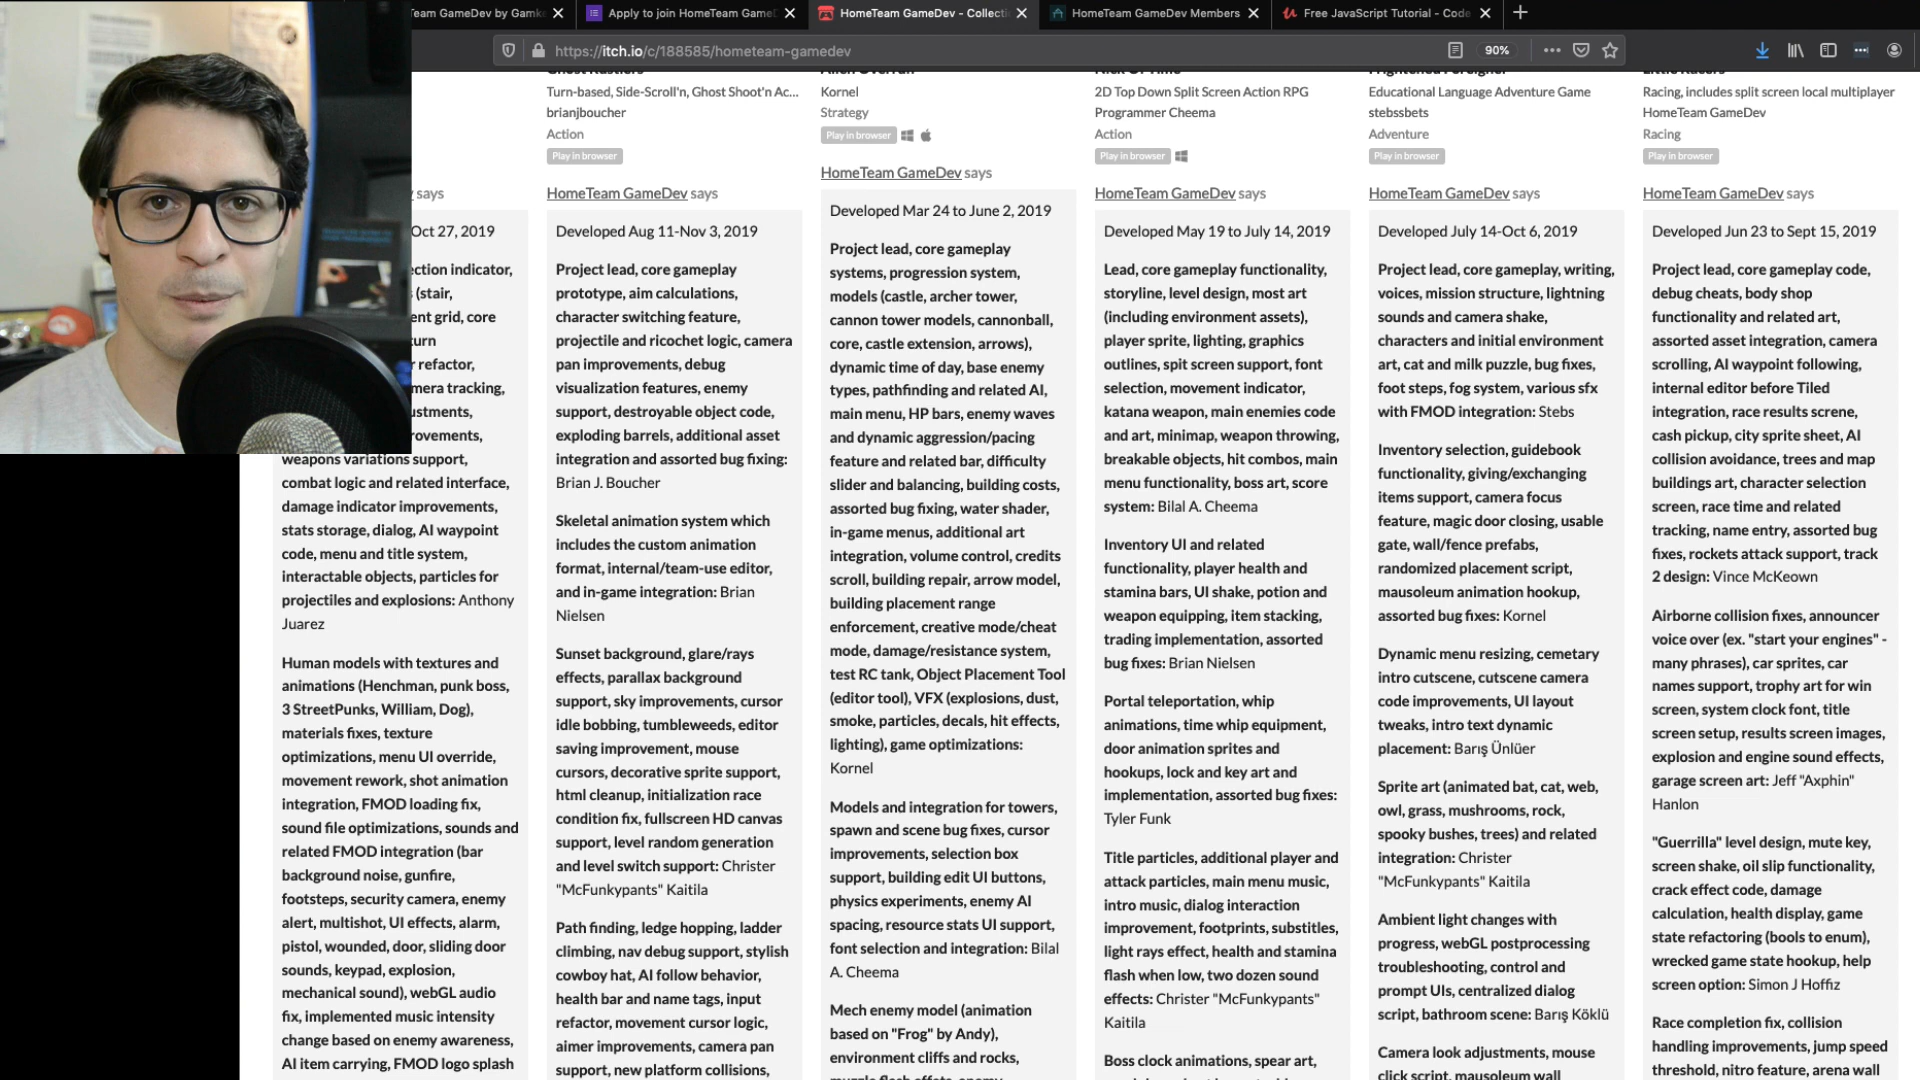 Team GameDev by Gamk
Apply to join HomeTeam GameD
HomeTeam GameDev - Collecti
HomeTeam GameDev Members
Free JavaScript Tutorial - Code
https://itch.io/c/188585/hometeam-gamedev
90%
says
Oct 27, 2019
ection indicator,
(stair,
ent grid, core
turn
r refactor,
mera tracking,
ustments,
rovements,
weapons variations support,
combat logic and related interface,
damage indicator improvements,
stats storage, dialog, AI waypoint
code, menu and title system,
interactable objects, particles for
projectiles and explosions: Anthony
Juarez
Human models with textures and
animations (Henchman, punk boss,
3 StreetPunks, William, Dog),
materials fixes, texture
optimizations, menu UI override,
movement rework, shot animation
integration, FMOD loading fix,
sound file optimizations, sounds and
related FMOD integration (bar
background noise, gunfire,
footsteps, security camera, enemy
alert, multishot, UI effects, alarm,
pistol, wounded, door, sliding door
sounds, keypad, explosion,
mechanical sound), webGL audio
fix, implemented music intensity
change based on enemy awareness,
AI item carrying, FMOD logo splash
Ghost Rustlers
Turn-based, Side-Scroll'n, Ghost Shoot'n Ac...
brianjboucher
Action
Play in browser
HomeTeam GameDev says
Developed Aug 11-Nov 3, 2019
Project lead, core gameplay
prototype, aim calculations,
character switching feature,
projectile and ricochet logic, camera
pan improvements, debug
visualization features, enemy
support, destroyable object code,
exploding barrels, additional asset
integration and assorted bug fixing:
Brian J. Boucher
Skeletal animation system which
includes the custom animation
format, internal/team-use editor,
and in-game integration: Brian
Nielsen
Sunset background, glare/rays
effects, parallax background
support, sky improvements, cursor
idle bobbing, tumbleweeds, editor
saving improvement, mouse
cursors, decorative sprite support,
html cleanup, initialization race
condition fix, fullscreen HD canvas
support, level random generation
and level switch support: Christer
"McFunkypants" Kaitila
Path finding, ledge hopping, ladder
climbing, nav debug support, stylish
cowboy hat, AI follow behavior,
health bar and name tags, input
refactor, movement cursor logic,
aimer improvements, camera pan
support, new platform collisions,
Alien Overrun
Kornel
Strategy
Play in browser
HomeTeam GameDev says
Developed Mar 24 to June 2, 2019
Project lead, core gameplay
systems, progression system,
models (castle, archer tower,
cannon tower models, cannonball,
core, castle extension, arrows),
dynamic time of day, base enemy
types, pathfinding and related AI,
main menu, HP bars, enemy waves
and dynamic aggression/pacing
feature and related bar, difficulty
slider and balancing, building costs,
assorted bug fixing, water shader,
in-game menus, additional art
integration, volume control, credits
scroll, building repair, arrow model,
building placement range
enforcement, creative mode/cheat
mode, damage/resistance system,
test RC tank, Object Placement Tool
(editor tool), VFX (explosions, dust,
smoke, particles, decals, hit effects,
lighting), game optimizations:
Kornel
Models and integration for towers,
spawn and scene bug fixes, cursor
improvements, selection box
support, building edit UI buttons,
physics experiments, enemy AI
spacing, resource stats UI support,
font selection and integration: Bilal
A. Cheema
Mech enemy model (animation
based on "Frog" by Andy),
environment cliffs and rocks,
muzzle flash effets, enemy
Nick Of Time
2D Top Down Split Screen Action RPG
Programmer Cheema
Action
Play in browser
HomeTeam GameDev says
Developed May 19 to July 14, 2019
Lead, core gameplay functionality,
storyline, level design, most art
(including environment assets),
player sprite, lighting, graphics
outlines, spit screen support, font
selection, movement indicator,
katana weapon, main enemies code
and art, minimap, weapon throwing,
breakable objects, hit combos, main
menu functionality, boss art, score
system: Bilal A. Cheema
Inventory UI and related
functionality, player health and
stamina bars, UI shake, potion and
weapon equipping, item stacking,
trading implementation, assorted
bug fixes: Brian Nielsen
Portal teleportation, whip
animations, time whip equipment,
door animation sprites and
hookups, lock and key art and
implementation, assorted bug fixes:
Tyler Funk
Title particles, additional player and
attack particles, main menu music,
intro music, dialog interaction
improvement, footprints, substitles,
light rays effect, health and stamina
flash when low, two dozen sound
effects: Christer "McFunkypants"
Kaitila
Boss clock animations, spear art,
Frightened Foreigner
Educational Language Adventure Game
stebssbets
Adventure
Play in browser
HomeTeam GameDev says
Developed July 14-Oct 6, 2019
Project lead, core gameplay, writing,
voices, mission structure, lightning
sounds and camera shake,
characters and initial environment
art, cat and milk puzzle, bug fixes,
foot steps, fog system, various sfx
with FMOD integration: Stebs
Inventory selection, guidebook
functionality, giving/exchanging
items support, camera focus
feature, magic door closing, usable
gate, wall/fence prefabs,
randomized placement script,
mausoleum animation hookup,
assorted bug fixes: Kornel
Dynamic menu resizing, cemetary
intro cutscene, cutscene camera
code improvements, UI layout
tweaks, intro text dynamic
placement: Barış Ünlüer
Sprite art (animated bat, cat, web,
owl, grass, mushrooms, rock,
spooky bushes, trees) and related
integration: Christer
"McFunkypants" Kaitila
Ambient light changes with
progress, webGL postprocessing
troubleshooting, control and
prompt UIs, centralized dialog
script, bathroom scene: Barış Köklü
Camera look adjustments, mouse
click script, mausoleum wall
Little Racers
Racing, includes split screen local multiplayer
HomeTeam GameDev
Racing
Play in browser
HomeTeam GameDev says
Developed Jun 23 to Sept 15, 2019
Project lead, core gameplay code,
debug cheats, body shop
functionality and related art,
assorted asset integration, camera
scrolling, AI waypoint following,
internal editor before Tiled
integration, race results screne,
cash pickup, city sprite sheet, AI
collision avoidance, trees and map
buildings art, character selection
screen, race time and related
tracking, name entry, assorted bug
fixes, rockets attack support, track
2 design: Vince McKeown
Airborne collision fixes, announcer
voice over (ex. "start your engines" -
many phrases), car sprites, car
names support, trophy art for win
screen, system clock font, title
screen setup, results screen images,
explosion and engine sound effects,
garage screen art: Jeff "Axphin"
Hanlon
"Guerrilla" level design, mute key,
screen shake, oil slip functionality,
crack effect code, damage
calculation, health display, game
state refactoring (bools to enum),
wrecked game state hookup, help
screen option: Simon J Hoffiz
Race completion fix, collision
handling improvements, jump speed
threshold, nitro feature, arena wall